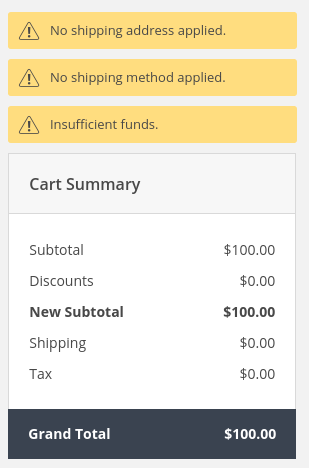 No shipping address applied.
No shipping method applied.
Insufficient funds.
Cart Summary
Subtotal $100.00
Discounts $0.00
New Subtotal $100.00
Shipping $0.00
Tax $0.00
Grand Total $100.00